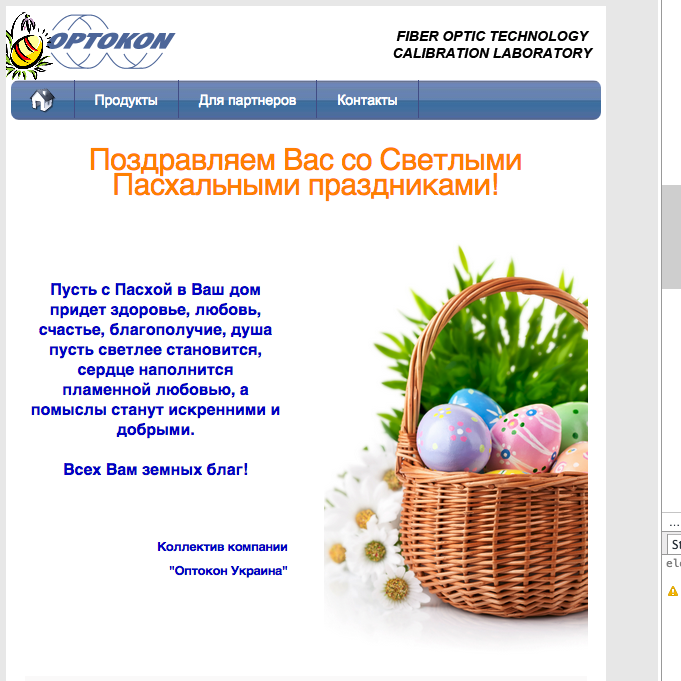 OPTOKON
FIBER OPTIC TECHNOLOGY
CALIBRATION LABORATORY
Продукты
Для партнеров
Контакты
Поздравляем Вас со Светлыми
Пасхальными праздниками!
Пусть с Пасхой в Ваш дом
придет здоровье, любовь,
счастье, благополучие, душа
пусть светлее становится,
сердце наполнится
пламенной любовью, а
помыслы станут искренними и
добрыми.
Всех Вам земных благ!
Коллектив компании
"Оптокон Украина"
...